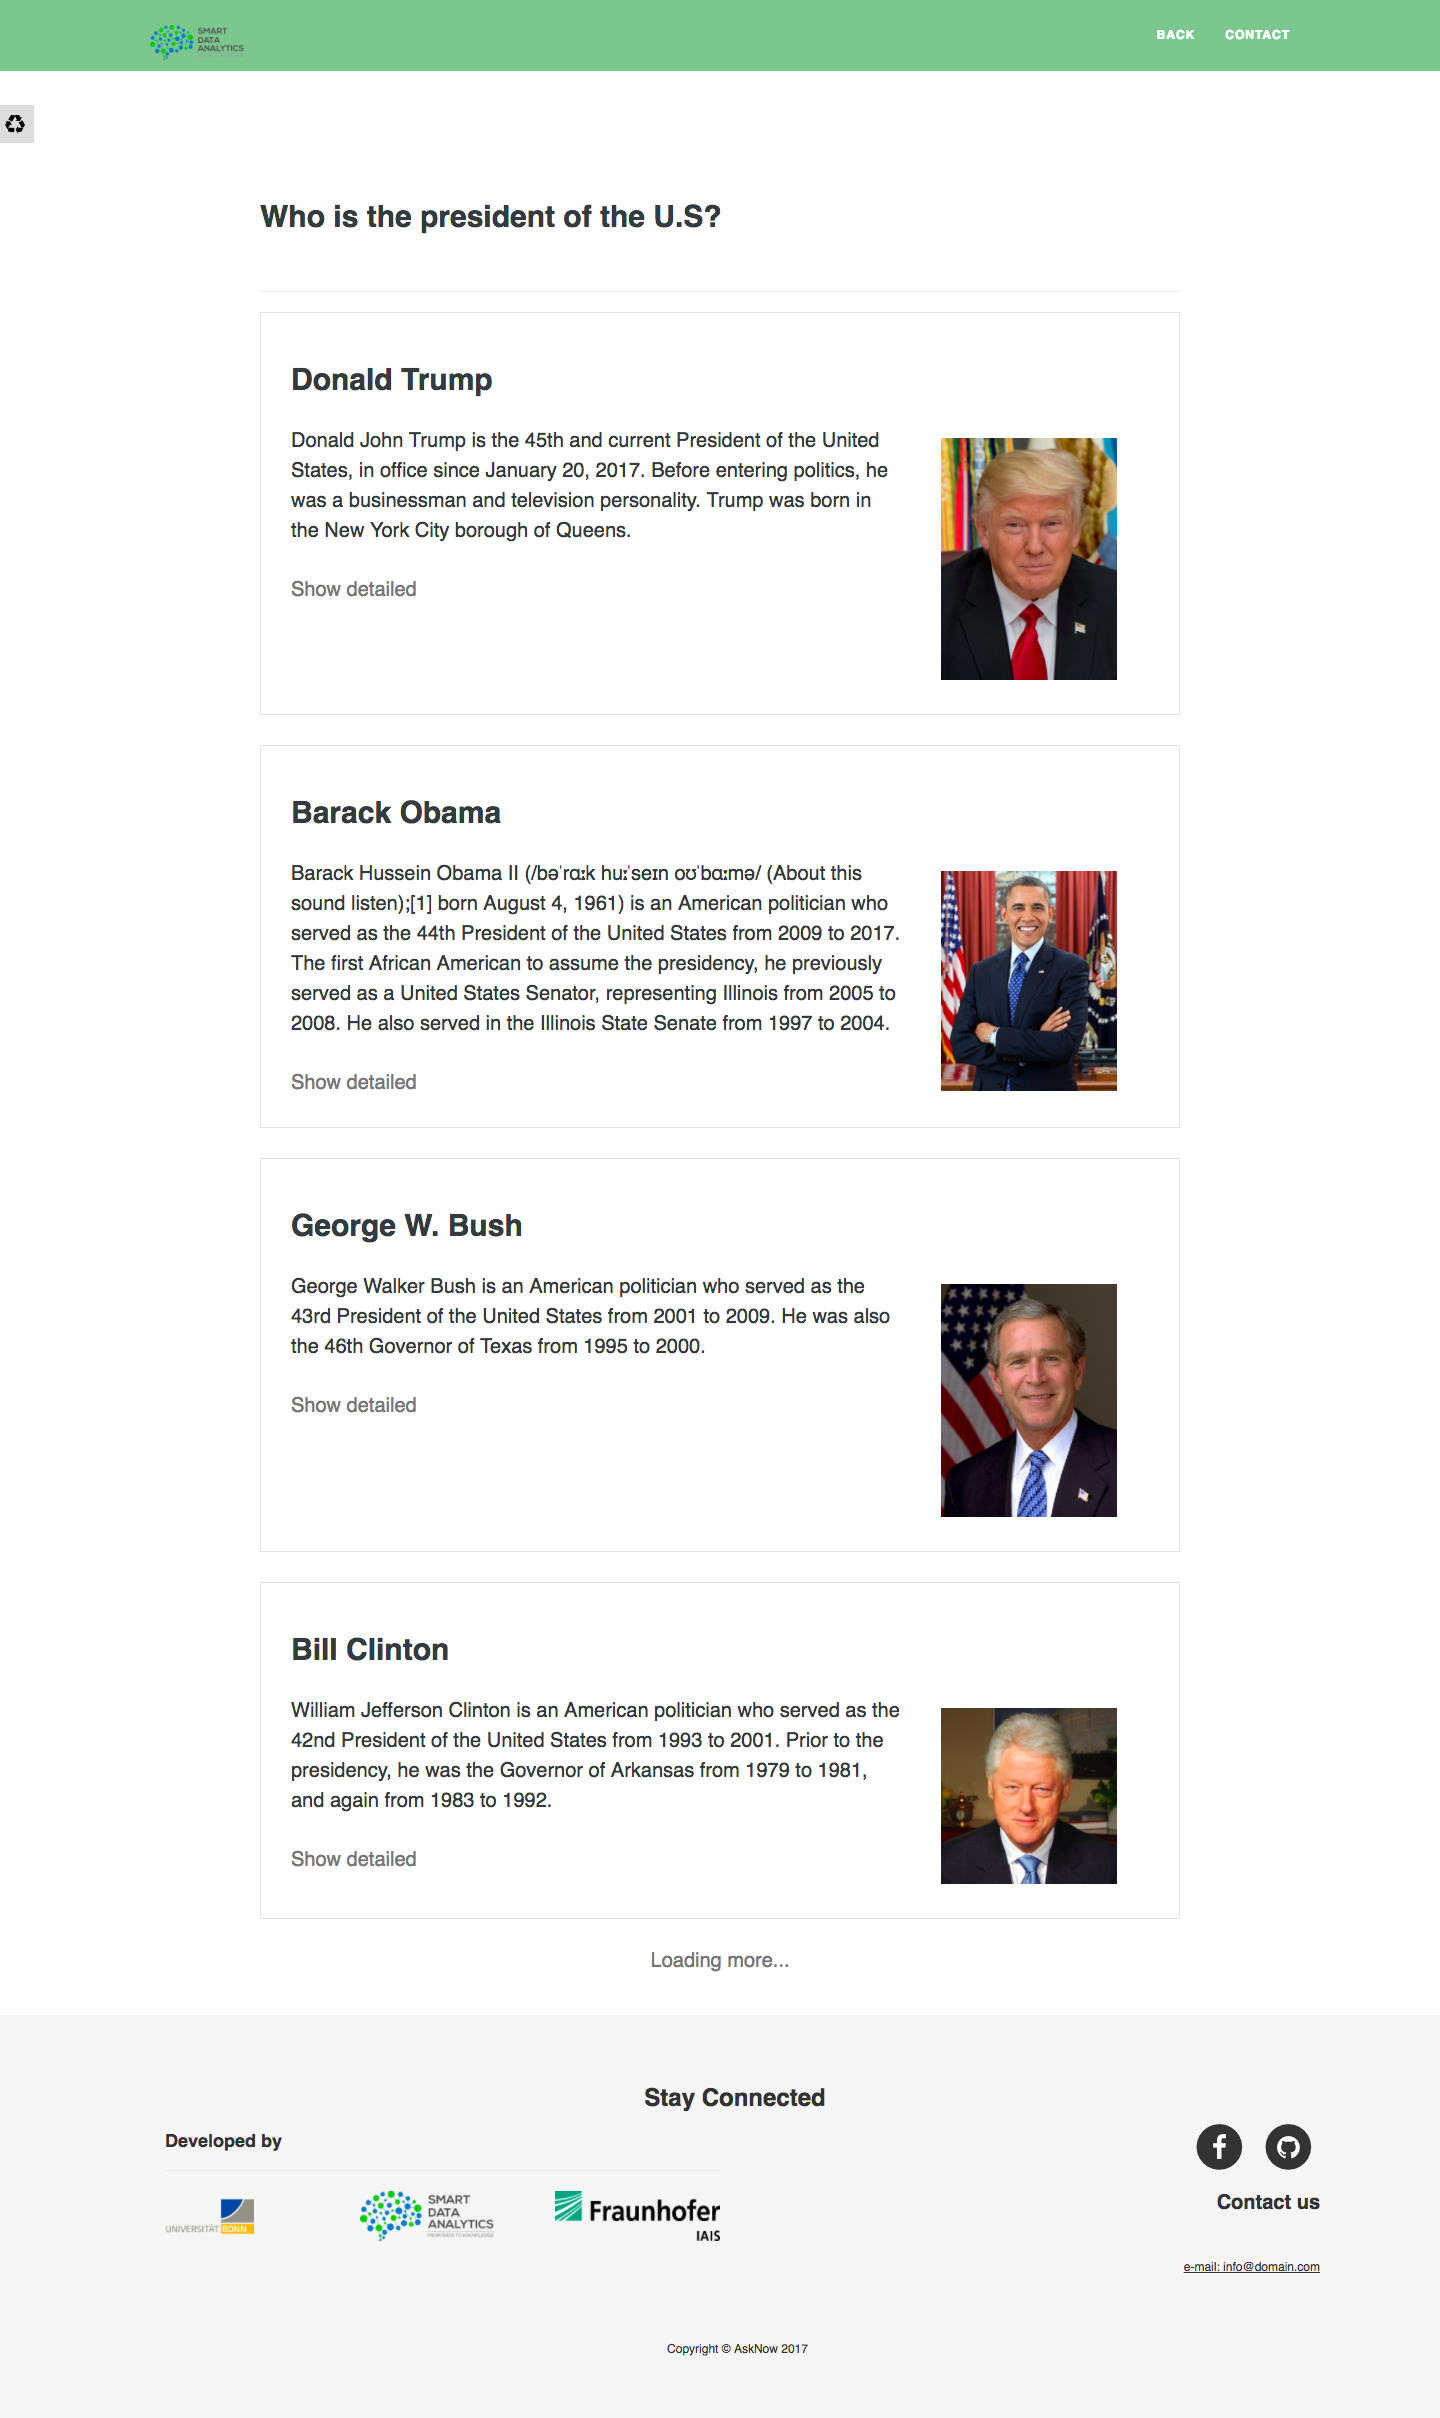 SMART
DATA
ANALYTICS
BACK CONTACT
Who is the president of the U.S?
Donald Trump
Donald John Trump is the 45th and current President of the United
States, in office since January 20, 2017. Before entering politics, he
was a businessman and television personality. Trump was born in
the New York City borough of Queens.
Show detailed
Barack Obama
Barack Hussein Obama II (/bəˈrɑːk huːˈseɪn oʊˈbɑːmə/ (About this
sound listen);[1] born August 4, 1961) is an American politician who
served as the 44th President of the United States from 2009 to 2017.
The first African American to assume the presidency, he previously
served as a United States Senator, representing Illinois from 2005 to
2008. He also served in the Illinois State Senate from 1997 to 2004.
Show detailed
George W. Bush
George Walker Bush is an American politician who served as the
43rd President of the United States from 2001 to 2009. He was also
the 46th Governor of Texas from 1995 to 2000.
Show detailed
Bill Clinton
William Jefferson Clinton is an American politician who served as the
42nd President of the United States from 1993 to 2001. Prior to the
presidency, he was the Governor of Arkansas from 1979 to 1981,
and again from 1983 to 1992.
Show detailed
Loading more...
Stay Connected
Developed by
UNIVERSITÄT BONN
SMART
DATA
ANALYTICS
FROM DATA TO KNOWLEDGE
Fraunhofer
IAIS
Contact us
e-mail: info@domain.com
Copyright © AskNow 2017